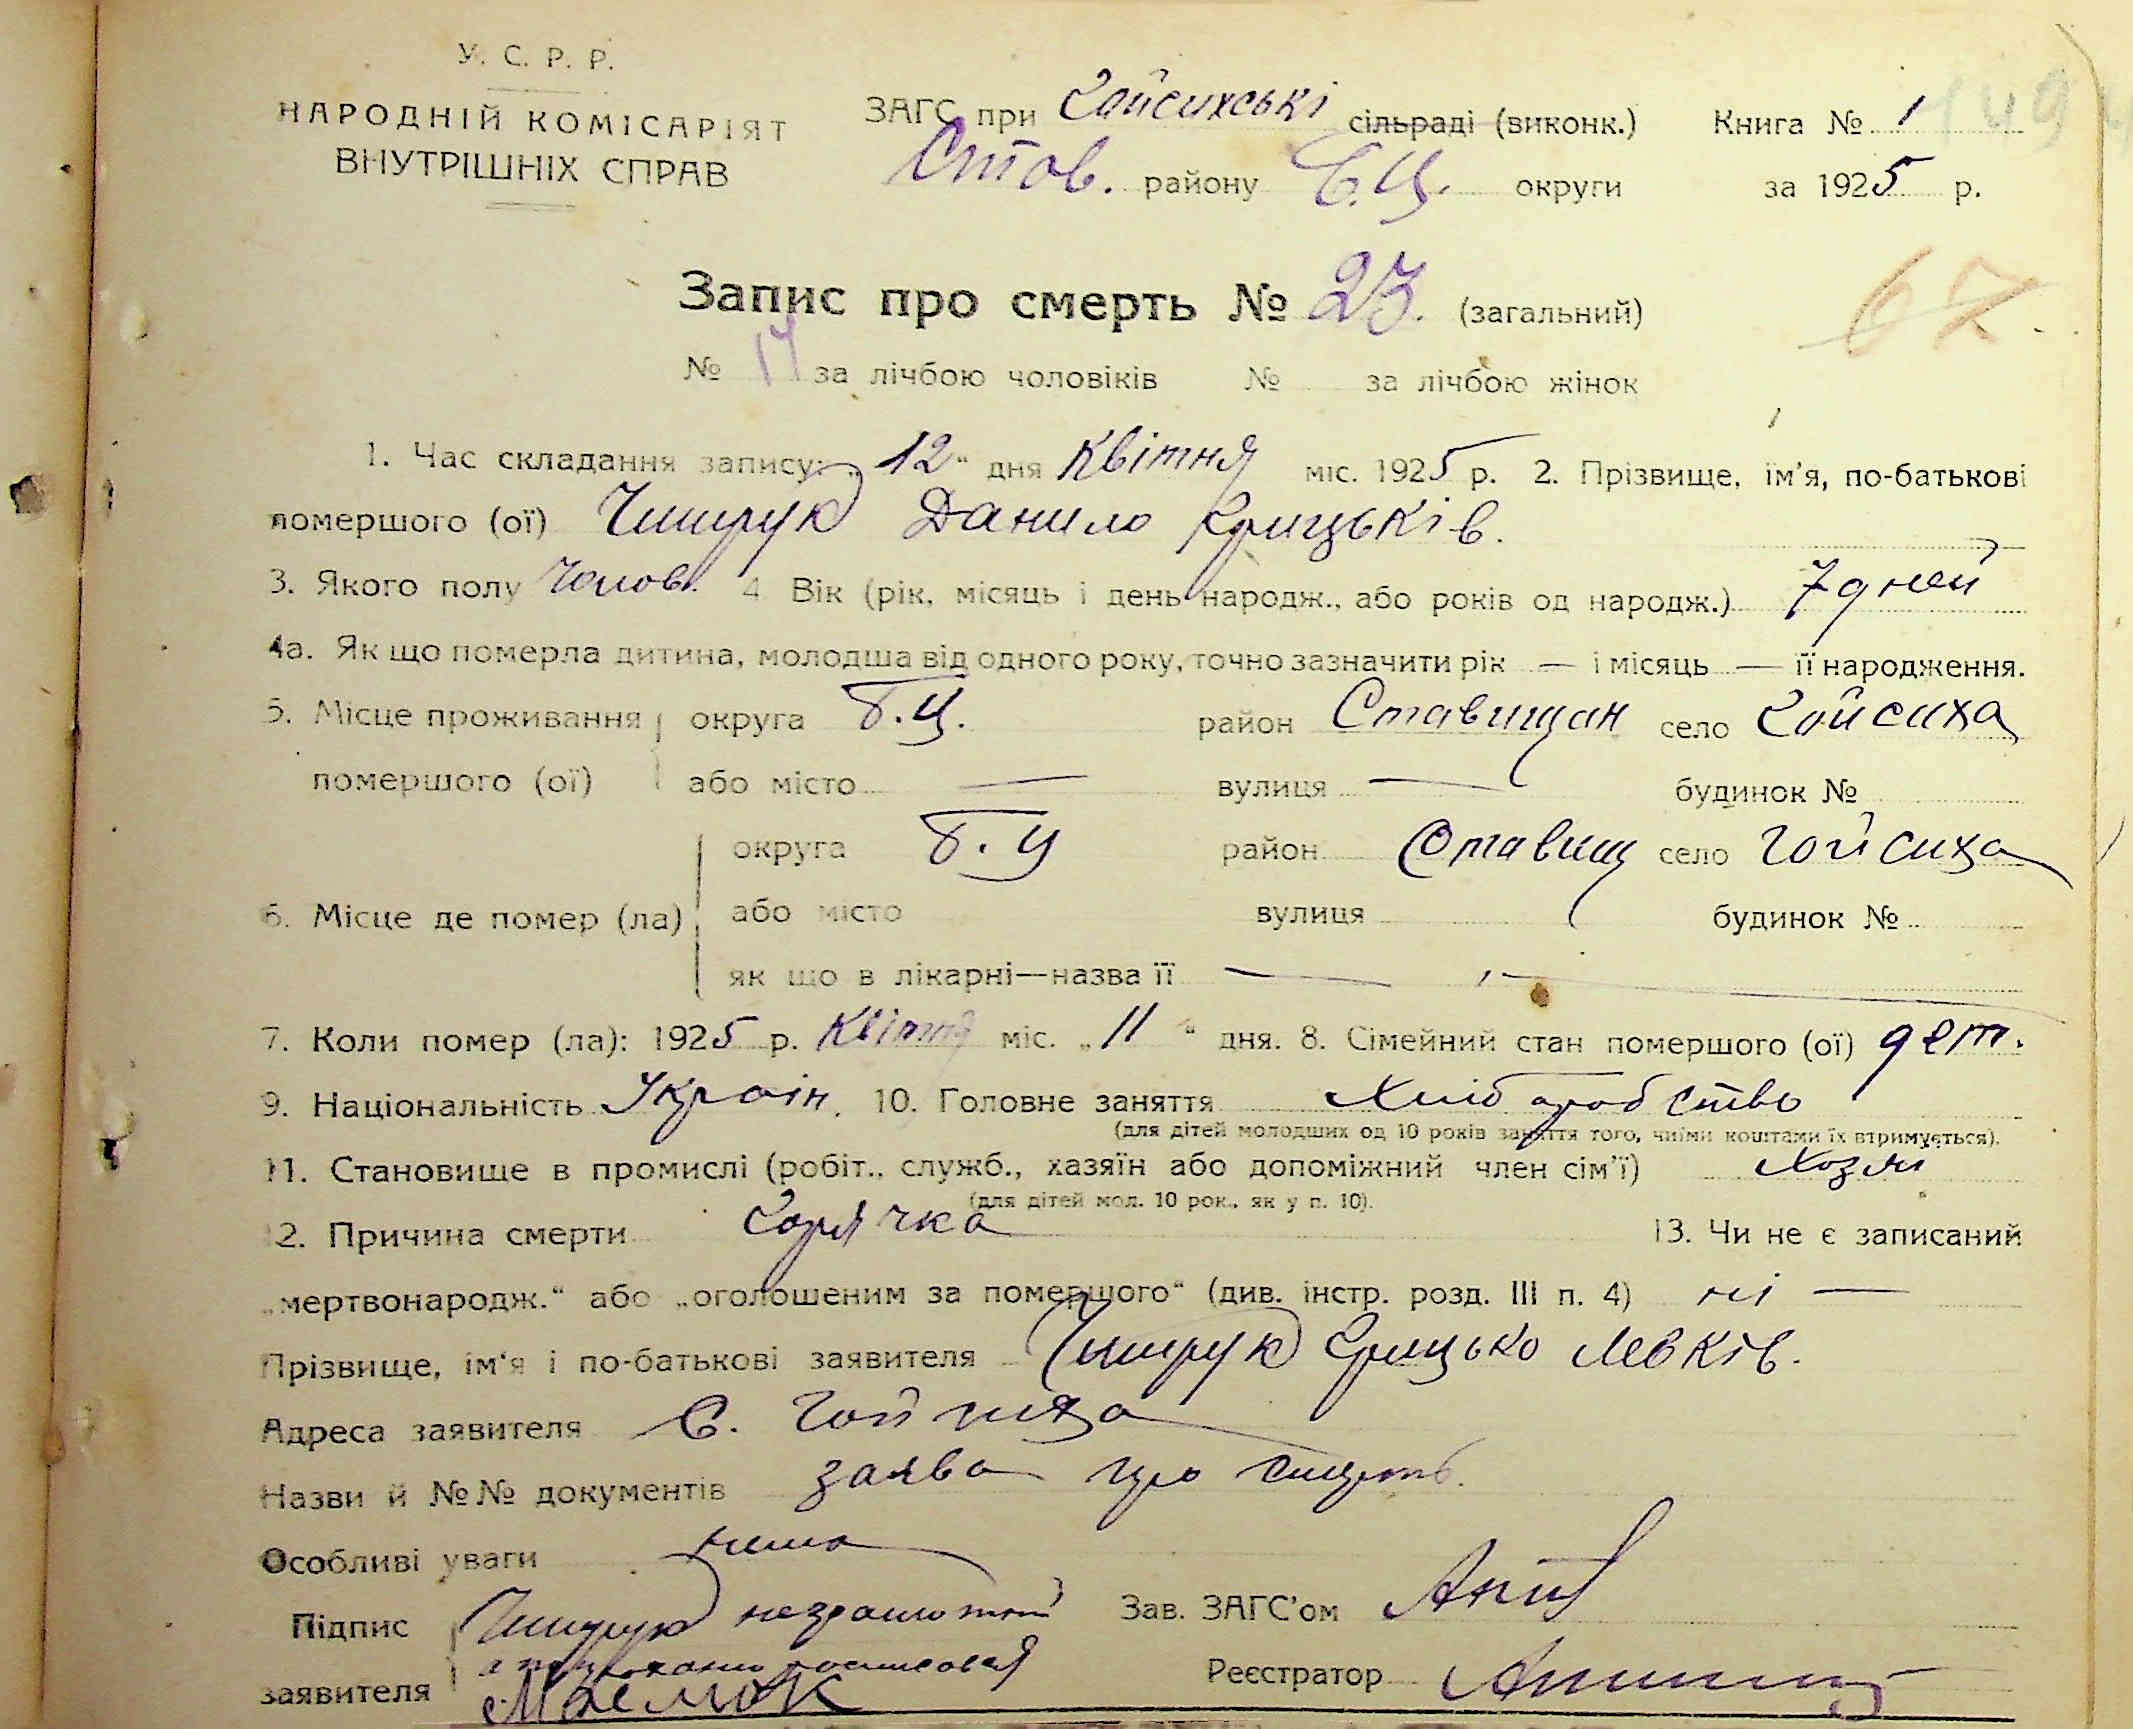 У. С. Р. Р.
НАРОДНІЙ КОМІСАРІЯТ
ВНУТРІШНІХ СПРАВ
ЗАГС при Гойсихські сільраді (виконк.)
Став. району Б.Ц. округи
Книга № 1
за 1925 р.
149
67
Запис про смерть № 23. (загальний)
№ 14 за лічбою чоловіків № за лічбою жінок
1. Час складання запису: „12“ дня Квітня міс. 1925 р. 2. Прізвище, ім'я, по-батькові
помершого (ої) Данило Грицьків.
3. Якого полу Чолов. 4 Вік (рік, місяць і день народж., або років од народж.) 7 дней
4а. Як що померла дитина, молодша від одного року, точно зазначити рік — і місяць — її народження.
5. Місце проживання округа Б.Ц. район Ставищан село Гойсиха
помершого (ої) або місто — вулиця — будинок №
округа Б.Ц район Ставищ село Гойсиха
6. Місце де помер (ла) або місто вулиця будинок №
як що в лікарні—назва її —
7. Коли помер (ла): 1925 р. Квітня міс. „11“ дня. 8. Сімейний стан помершого (ої) дет.
9. Національність Україн. 10. Головне заняття Хліборобство
(для дітей молодших од 10 років заняття того, чиїми коштами їх втримується).
11. Становище в промислі (робіт., служб., хазяїн або допоміжний член сім'ї) Хозяї
(для дітей мол. 10 рок., як у п. 10).
12. Причина смерти Горячка 13. Чи не є записаний
„мертвонародж.“ або „оголошеним за помершого“ (див. інстр. розд. III п. 4) ні —
Прізвище, ім'я і по-батькові заявителя Грицько Левків.
Адреса заявителя С. Гойсиха
Назви й №№ документів заява про смерть.
Особливі уваги нема
Підпис неграмотний Зав. ЗАГС'ом
заявителя Реєстратор